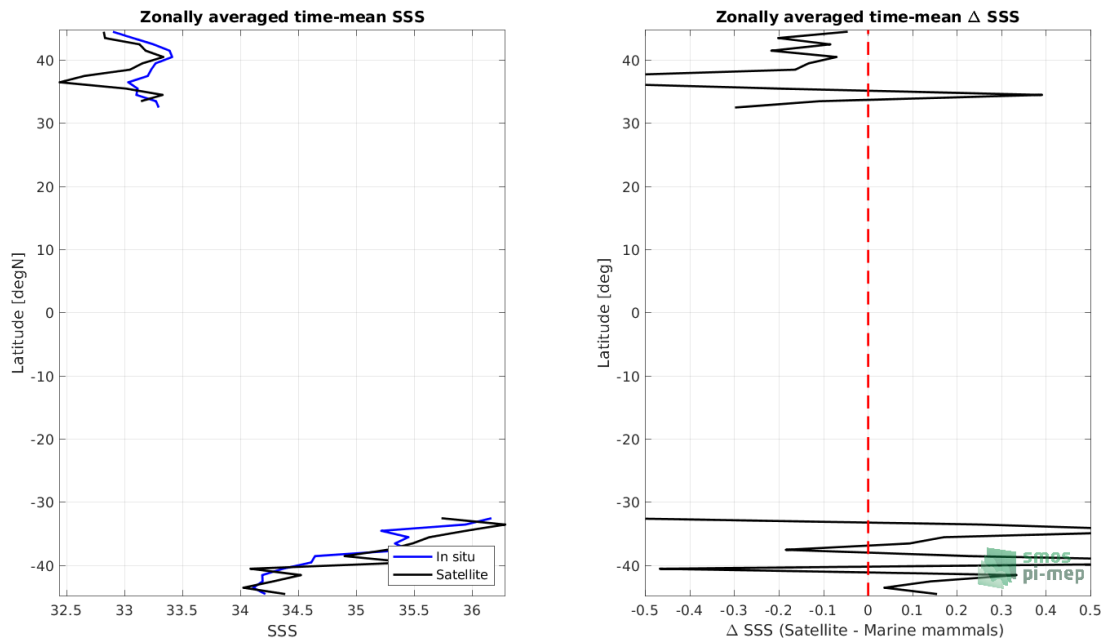 Zonally averaged time-mean SSS
40
30
20
10
0
-10
-20
-30
-40
Latitude [degN]
32.5 33 33.5 34 34.5 35 35.5 36
SSS
In situ
Satellite
Zonally averaged time-mean Δ SSS
40
30
20
10
0
-10
-20
-30
-40
Latitude [deg]
-0.5 -0.4 -0.3 -0.2 -0.1 0 0.1 0.2 0.3 0.4 0.5
Δ SSS (Satellite - Marine mammals)
smos
pi-mep